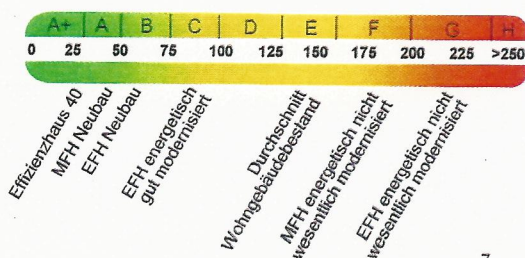 A+ A B C D E F G H
0 25 50 75 100 125 150 175 200 225 >250
Effizienzhaus 40
MFH Neubau
EFH Neubau
EFH energetisch
gut modernisiert
Durchschnitt
Wohngebäudebestand
MFH energetisch nicht
wesentlich modernisiert
EFH energetisch nicht
wesentlich modernisiert